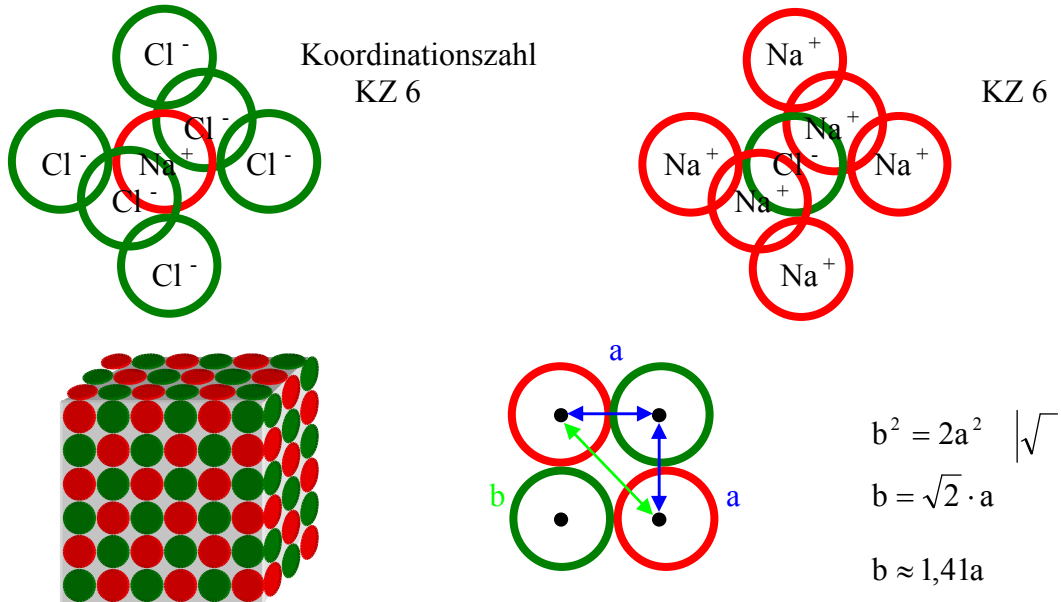 Cl⁻
Koordinationszahl
KZ 6
Cl⁻
Cl⁻
Na⁺
Cl⁻
Cl⁻
Cl⁻
Na⁺
KZ 6
Na⁺
Na⁺
Cl⁻
Na⁺
Na⁺
Na⁺
a
b
a
b² = 2a² |√
b = √2 · a
b ≈ 1,41a